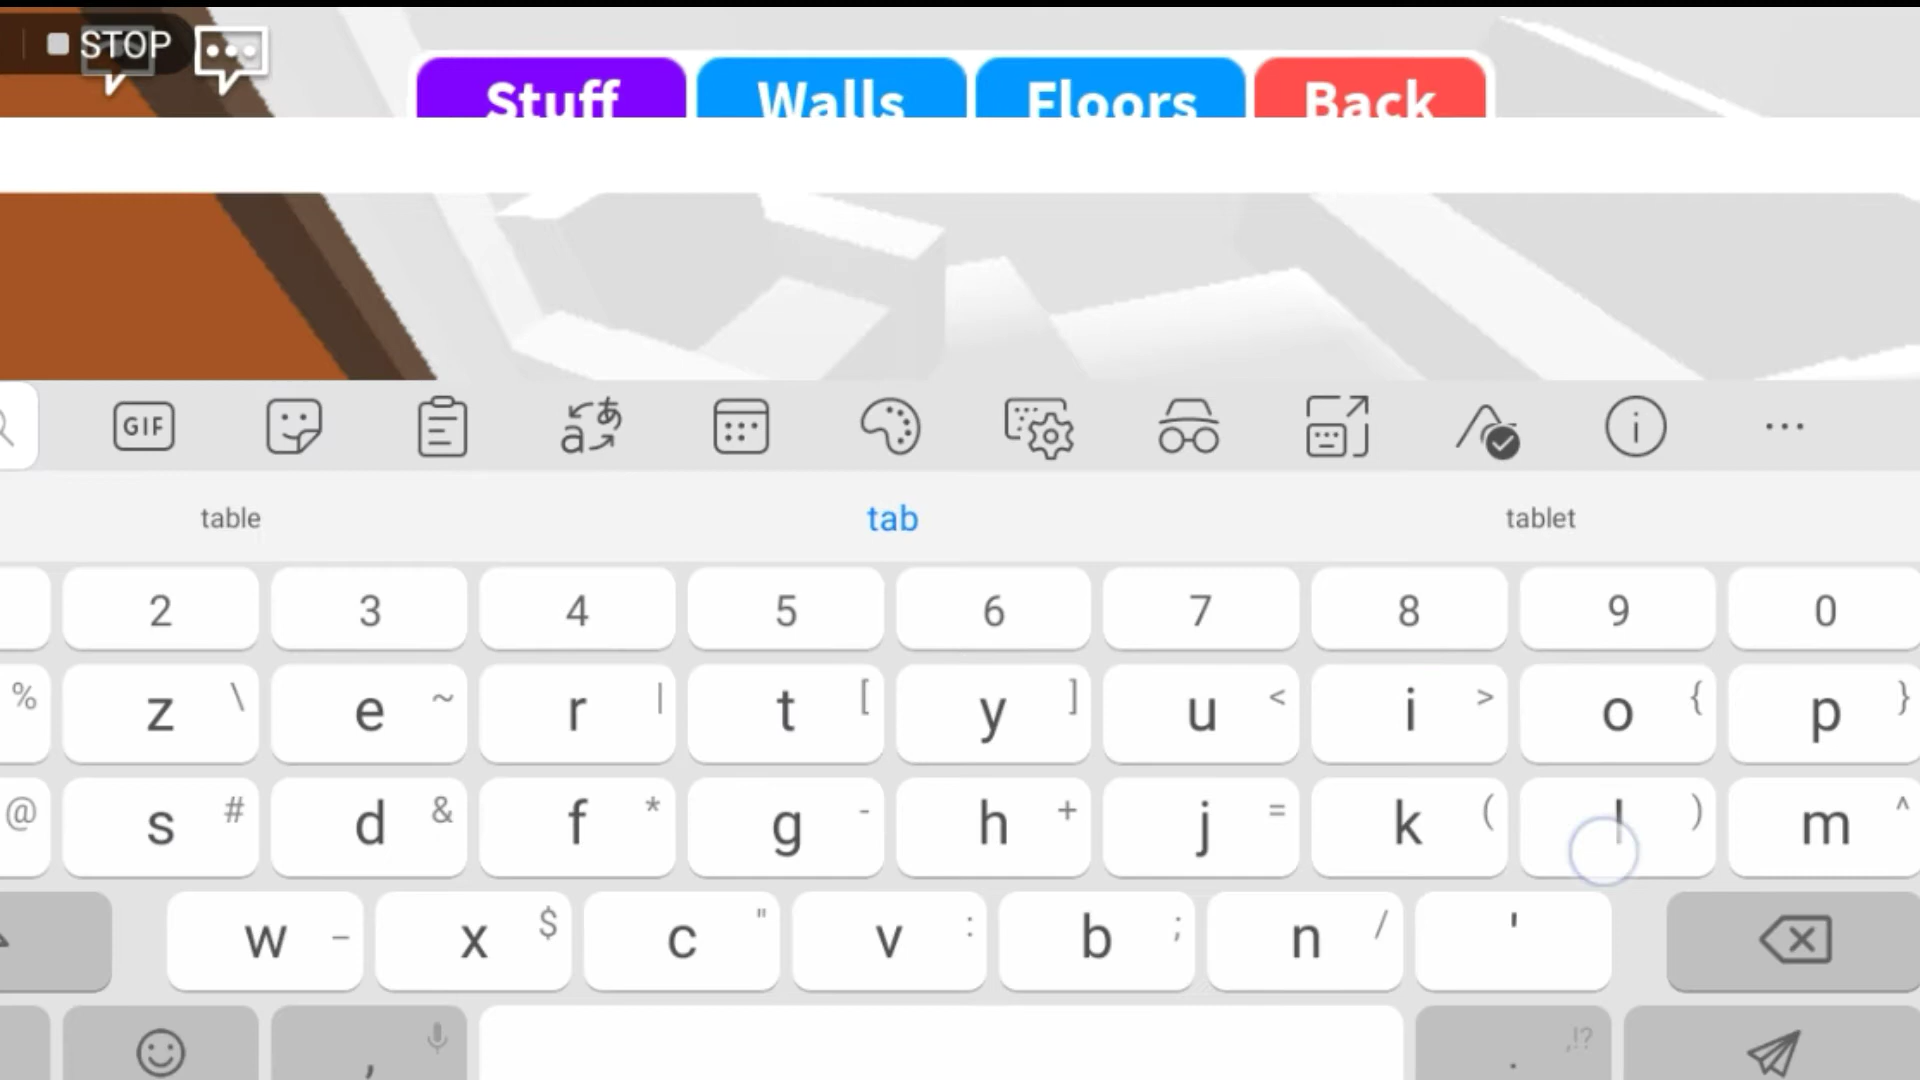 STOP
Stuff Walls Floors Back
GIF
table tab tablet
2 3 4 5 6 7 8 9 0
% z \ e ~ r | t [ y ] u < i > o { p }
@ s # d & f * g - h + j = k ( l ) m ^
w _ x $ c " v : b ; n / '
, . ,!?